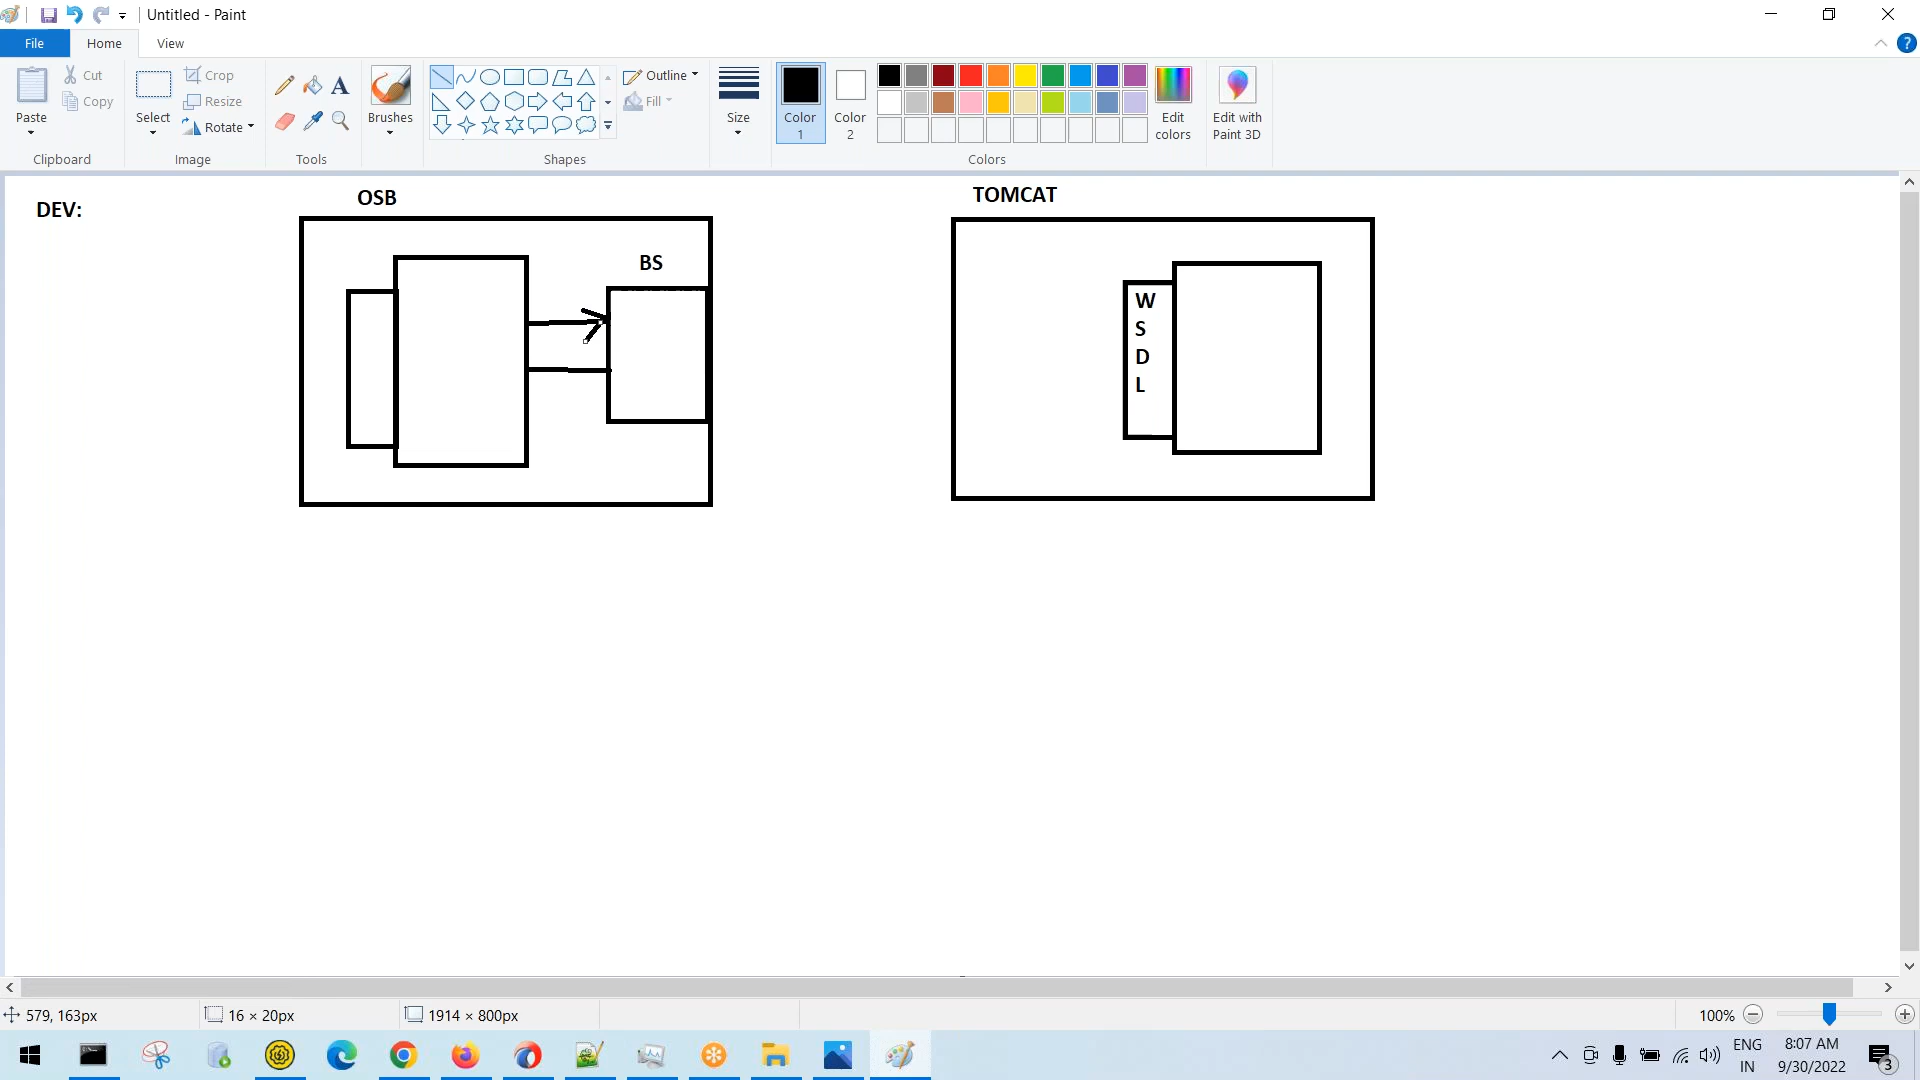 Untitled - Paint
File Home View
Paste
Cut
Copy
Clipboard
Select
Crop
Resize
Rotate
Image
Tools
Brushes
Shapes
Outline
Fill
Size
Color 1
Color 2
Colors
Edit colors
Edit with Paint 3D
DEV:
OSB
BS
TOMCAT
W
S
D
L
579, 163px
16 × 20px
1914 × 800px
100%
ENG
IN
8:07 AM
9/30/2022
3